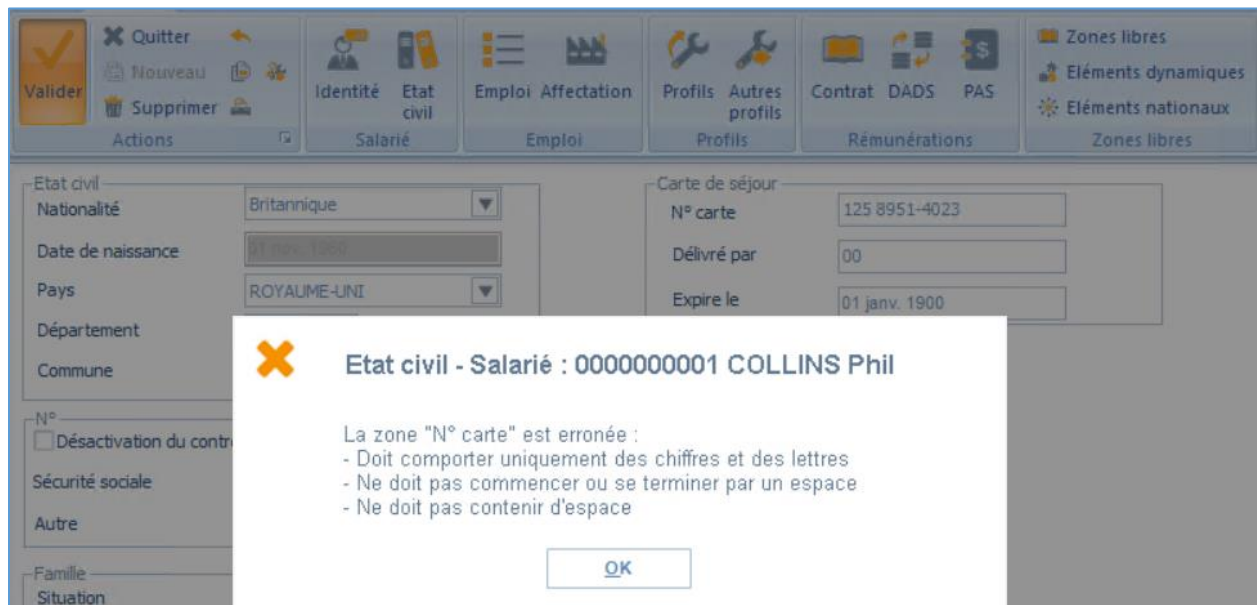 Valider
Quitter
Nouveau
Supprimer
Actions
Identité
Etat civil
Salarié
Emploi
Affectation
Emploi
Profils
Autres profils
Profils
Contrat
DADS
PAS
Rémunérations
Zones libres
Eléments dynamiques
Eléments nationaux
Zones libres
Etat civil
Nationalité Britannique
Date de naissance
Pays ROYAUME-UNI
Département
Commune
Carte de séjour
N° carte 125 8951-4023
Délivré par 00
Expire le 01 janv. 1900
N°
Désactivation du contr
Sécurité sociale
Autre
Famille
Situation
Etat civil - Salarié : 0000000001 COLLINS Phil
La zone "N° carte" est erronée :
- Doit comporter uniquement des chiffres et des lettres
- Ne doit pas commencer ou se terminer par un espace
- Ne doit pas contenir d'espace
OK